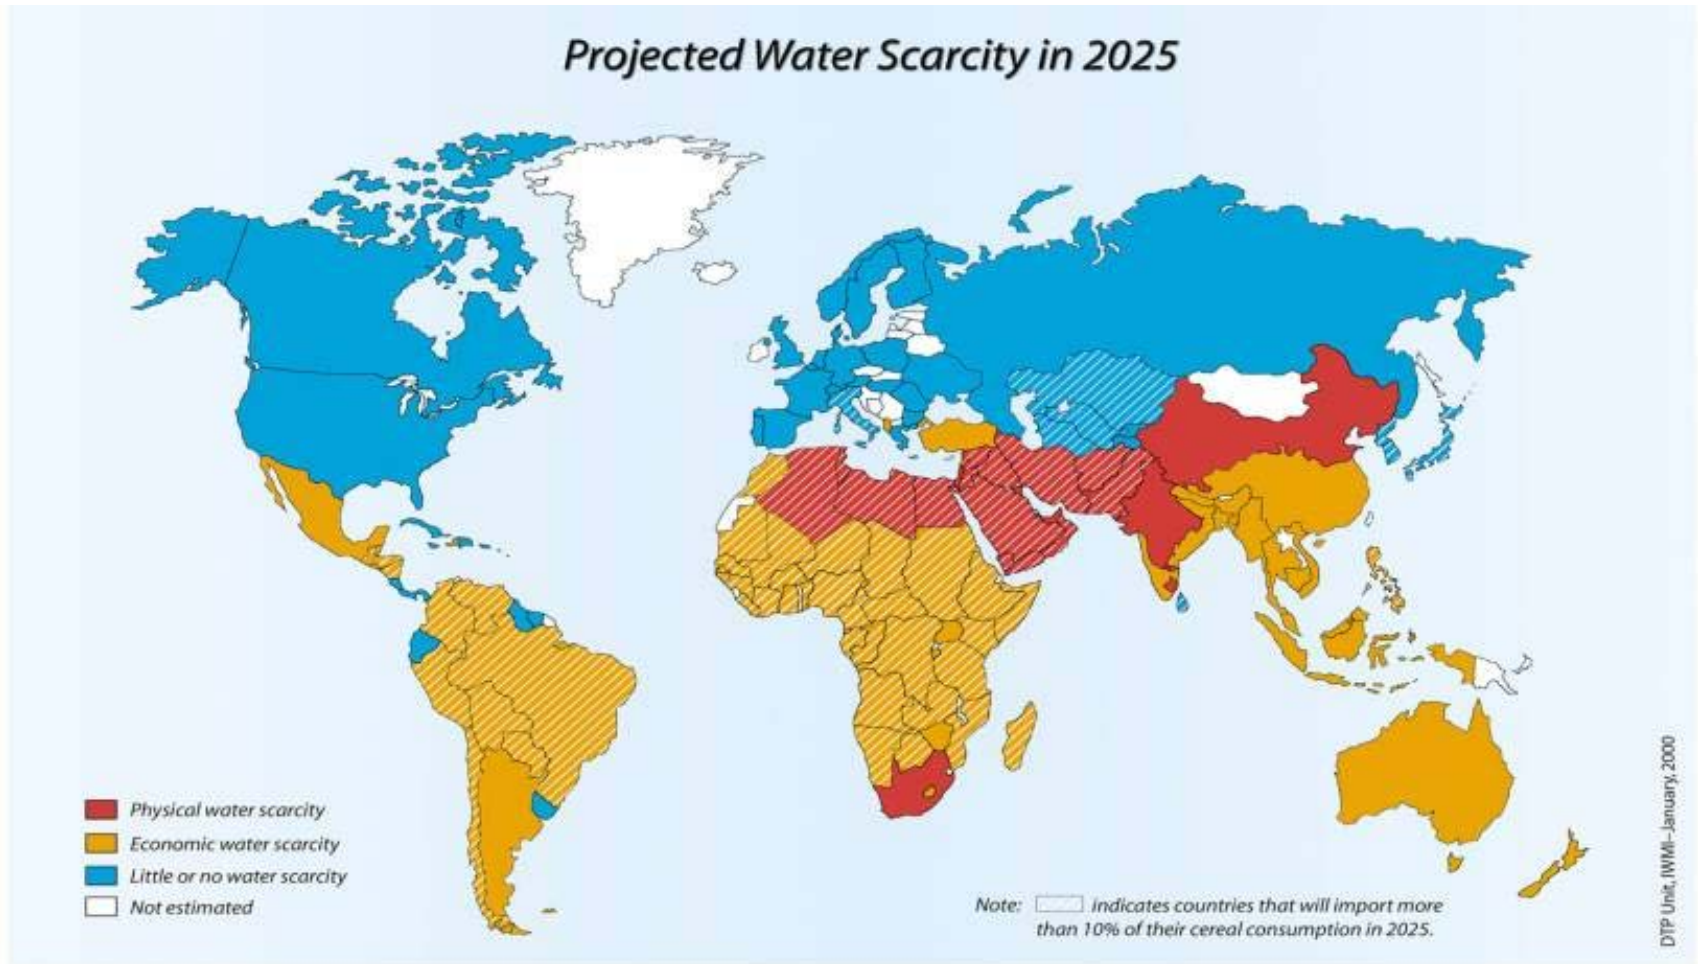 Projected Water Scarcity in 2025
Physical water scarcity
Economic water scarcity
Little or no water scarcity
Not estimated
Note: indicates countries that will import more
than 10% of their cereal consumption in 2025.
DTP Unit, IWMI–January, 2000